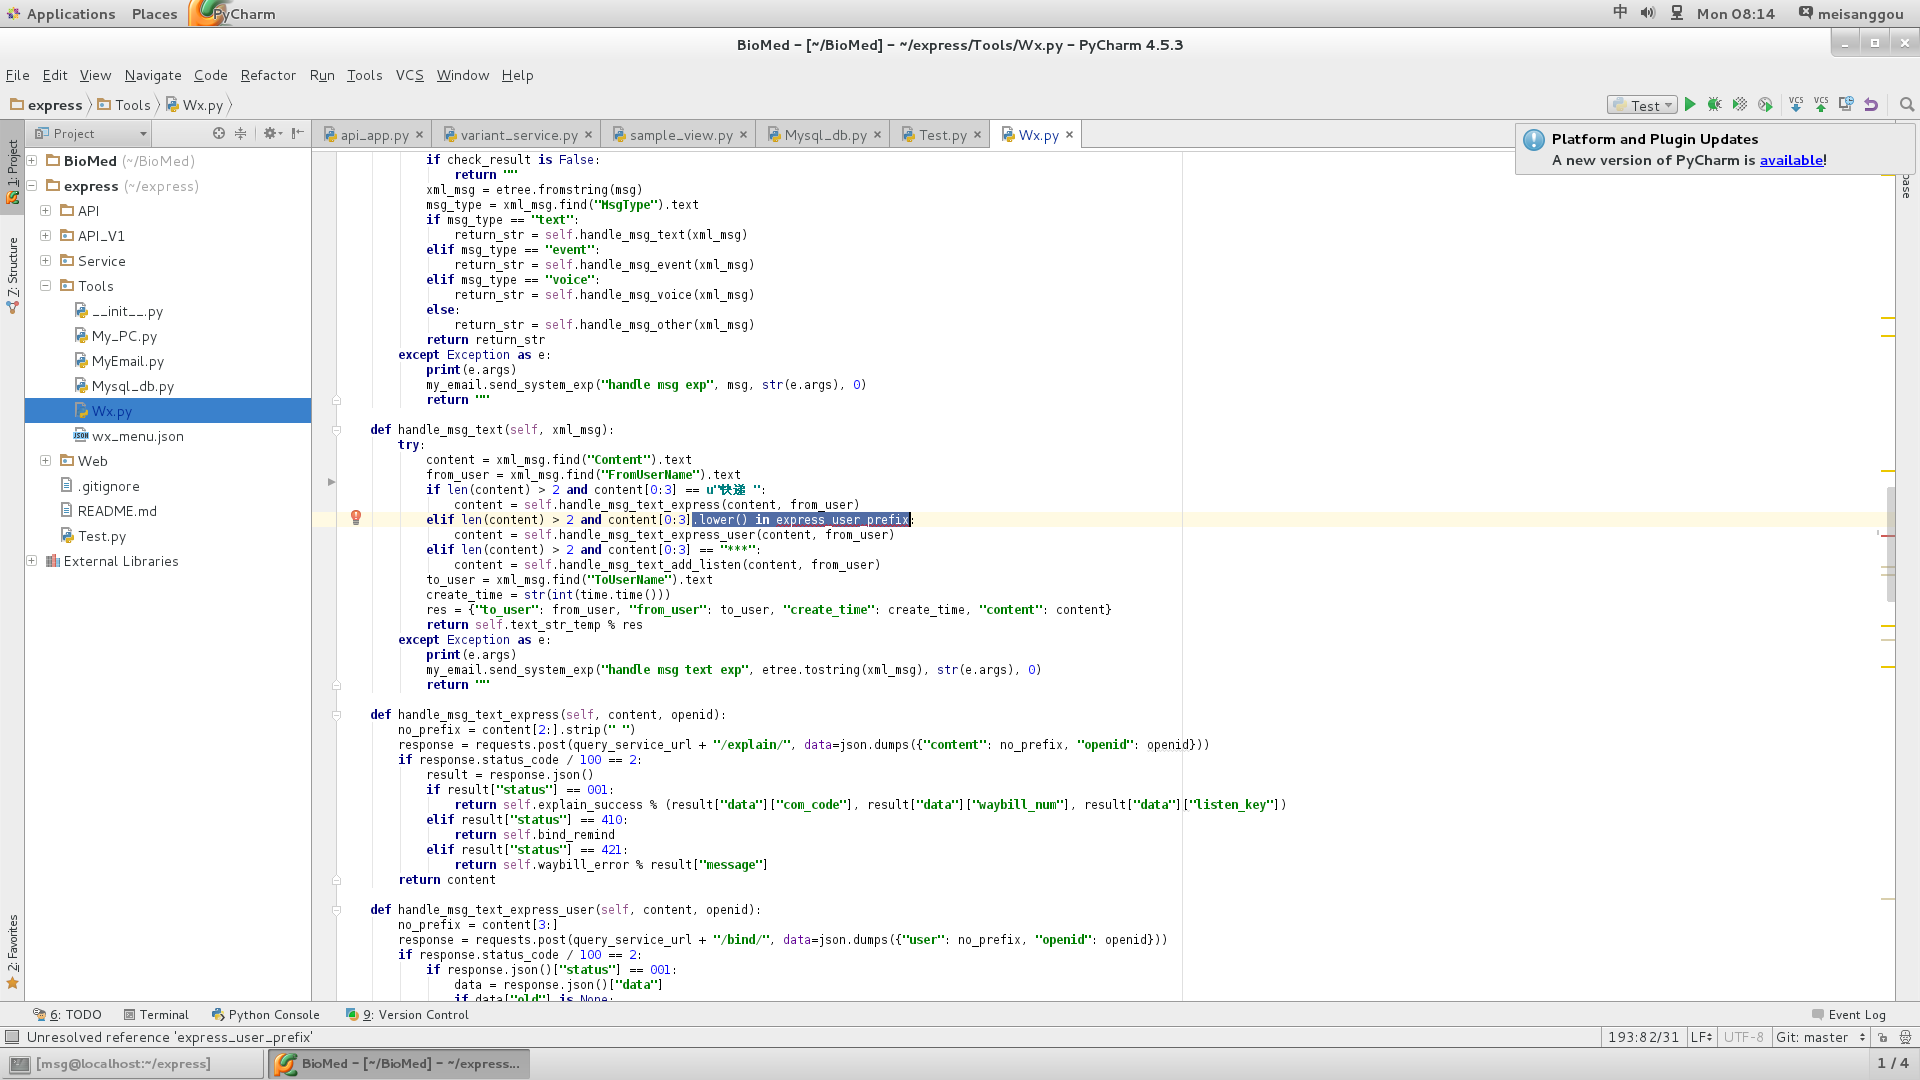 Applications Places PyCharm 中 Mon 08:14 meisanggou
BioMed - [~/BioMed] - ~/express/Tools/Wx.py - PyCharm 4.5.3
File Edit View Navigate Code Refactor Run Tools VCS Window Help
express Tools Wx.py Test VCS VCS
Project api_app.py variant_service.py sample_view.py Mysql_db.py Test.py Wx.py
Platform and Plugin Updates
A new version of PyCharm is available!
1: Project
7: Structure
2: Favorites
BioMed (~/BioMed)
express (~/express)
API
API_V1
Service
Tools
__init__.py
My_PC.py
MyEmail.py
Mysql_db.py
Wx.py
wx_menu.json
Web
.gitignore
README.md
Test.py
External Libraries
if check_result is False:
return ""
xml_msg = etree.fromstring(msg)
msg_type = xml_msg.find("MsgType").text
if msg_type == "text":
return_str = self.handle_msg_text(xml_msg)
elif msg_type == "event":
return_str = self.handle_msg_event(xml_msg)
elif msg_type == "voice":
return_str = self.handle_msg_voice(xml_msg)
else:
return_str = self.handle_msg_other(xml_msg)
return return_str
except Exception as e:
print(e.args)
my_email.send_system_exp("handle msg exp", msg, str(e.args), 0)
return ""
def handle_msg_text(self, xml_msg):
try:
content = xml_msg.find("Content").text
from_user = xml_msg.find("FromUserName").text
if len(content) > 2 and content[0:3] == u"快递 ":
content = self.handle_msg_text_express(content, from_user)
elif len(content) > 2 and content[0:3].lower() in express_user_prefix:
content = self.handle_msg_text_express_user(content, from_user)
elif len(content) > 2 and content[0:3] == "***":
content = self.handle_msg_text_add_listen(content, from_user)
to_user = xml_msg.find("ToUserName").text
create_time = str(int(time.time()))
res = {"to_user": from_user, "from_user": to_user, "create_time": create_time, "content": content}
return self.text_str_temp % res
except Exception as e:
print(e.args)
my_email.send_system_exp("handle msg text exp", etree.tostring(xml_msg), str(e.args), 0)
return ""
def handle_msg_text_express(self, content, openid):
no_prefix = content[2:].strip(" ")
response = requests.post(query_service_url + "/explain/", data=json.dumps({"content": no_prefix, "openid": openid}))
if response.status_code / 100 == 2:
result = response.json()
if result["status"] == 001:
return self.explain_success % (result["data"]["com_code"], result["data"]["waybill_num"], result["data"]["listen_key"])
elif result["status"] == 410:
return self.bind_remind
elif result["status"] == 421:
return self.waybill_error % result["message"]
return content
def handle_msg_text_express_user(self, content, openid):
no_prefix = content[3:]
response = requests.post(query_service_url + "/bind/", data=json.dumps({"user": no_prefix, "openid": openid}))
if response.status_code / 100 == 2:
if response.json()["status"] == 001:
data = response.json()["data"]
if data["old"] is None:
6: TODO Terminal Python Console 9: Version Control Event Log
Unresolved reference 'express_user_prefix' 193:82/31 LF UTF-8 Git: master
[msg@localhost:~/express] BioMed - [~/BioMed] - ~/express... 1 / 4